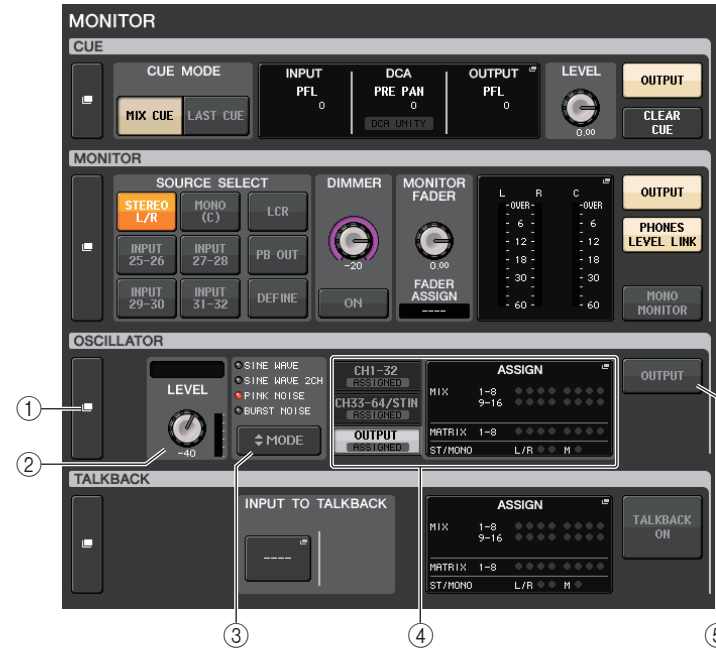 MONITOR
CUE
CUE MODE
MIX CUE
LAST CUE
INPUT
PFL
0
DCA
PRE PAN
0
DCA UNITY
OUTPUT
PFL
0
LEVEL
0.00
OUTPUT
CLEAR
CUE
MONITOR
SOURCE SELECT
STEREO
L/R
MONO
(C)
LCR
INPUT
25-26
INPUT
27-28
PB OUT
INPUT
29-30
INPUT
31-32
DEFINE
DIMMER
-20
ON
MONITOR
FADER
0.00
FADER
ASSIGN
----
L R C
-OVER- -OVER-
- 6 - - 6
- 12 - - 12
- 18 - - 18
- 30 - - 30
- 60 - - 60
OUTPUT
PHONES
LEVEL LINK
MONO
MONITOR
OSCILLATOR
LEVEL
-40
SINE WAVE
SINE WAVE 2CH
PINK NOISE
BURST NOISE
MODE
CH1-32
ASSIGNED
CH33-64/STIN
ASSIGNED
OUTPUT
ASSIGNED
ASSIGN
MIX 1-8
9-16
MATRIX 1-8
ST/MONO L/R M
OUTPUT
TALKBACK
INPUT TO TALKBACK
----
ASSIGN
MIX 1-8
9-16
MATRIX 1-8
ST/MONO L/R M
TALKBACK
ON
①
②
③
④
⑤